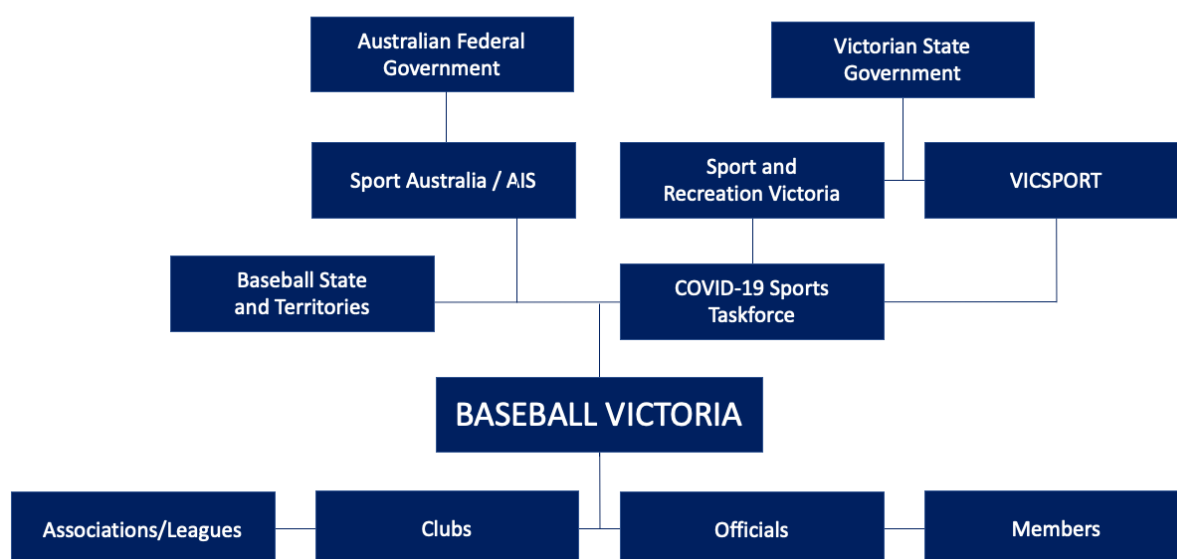 Australian Federal
Government
Victorian State
Government
Sport Australia / AIS
Sport and
Recreation Victoria
VICSPORT
Baseball State
and Territories
COVID-19 Sports
Taskforce
BASEBALL VICTORIA
Associations/Leagues
Clubs
Officials
Members